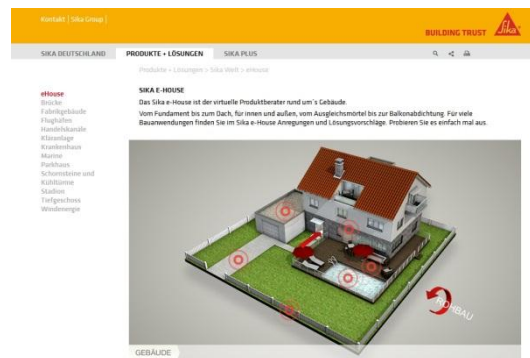 Kontakt | Sika Group |
BUILDING TRUST
Sika
SIKA DEUTSCHLAND
PRODUKTE + LÖSUNGEN
SIKA PLUS
Produkte + Lösungen > Sika Welt > eHouse
eHouse
Brücke
Fabrikgebäude
Flughäfen
Handelskanäle
Kläranlage
Krankenhaus
Marine
Parkhaus
Schornsteine und
Kühltürme
Stadion
Tiefgeschoss
Windenergie
SIKA E-HOUSE
Das Sika e-House ist der virtuelle Produktberater rund um´s Gebäude.
Vom Fundament bis zum Dach, für innen und außen, vom Ausgleichsmörtel bis zur Balkonabdichtung. Für viele
Bauanwendungen finden Sie im Sika e-House Anregungen und Lösungsvorschläge. Probieren Sie es einfach mal aus.
ROHBAU
GEBÄUDE